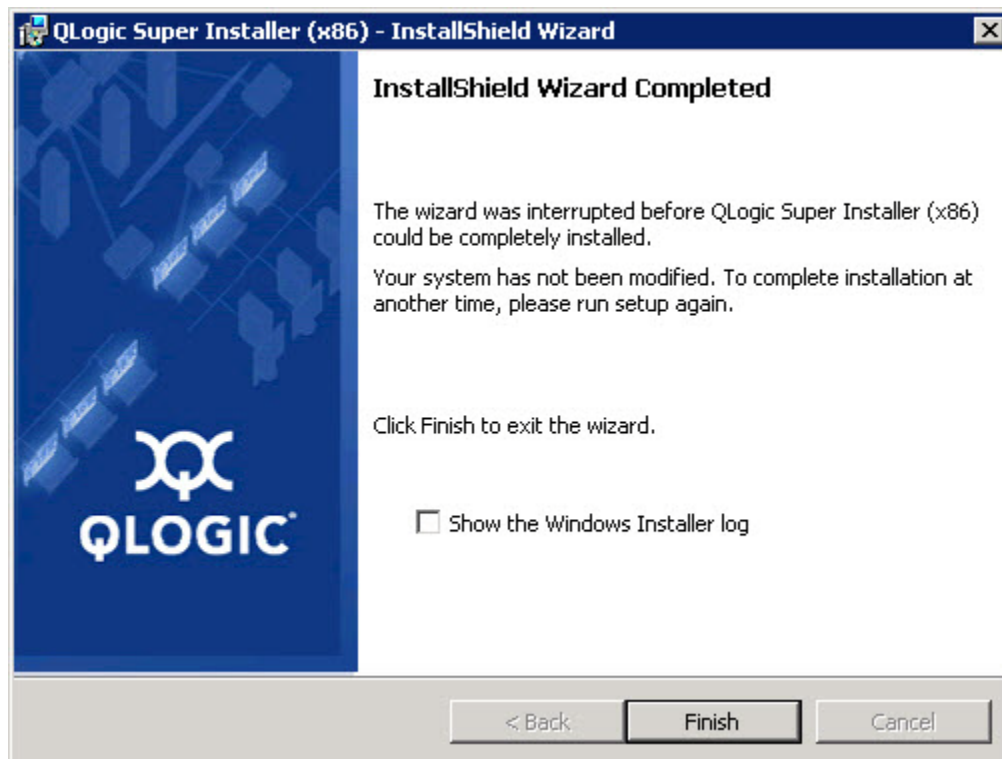 QLogic Super Installer (x86) - InstallShield Wizard
InstallShield Wizard Completed
The wizard was interrupted before QLogic Super Installer (x86)
could be completely installed.
Your system has not been modified. To complete installation at
another time, please run setup again.
Click Finish to exit the wizard.
Show the Windows Installer log
QLOGIC
< Back
Finish
Cancel